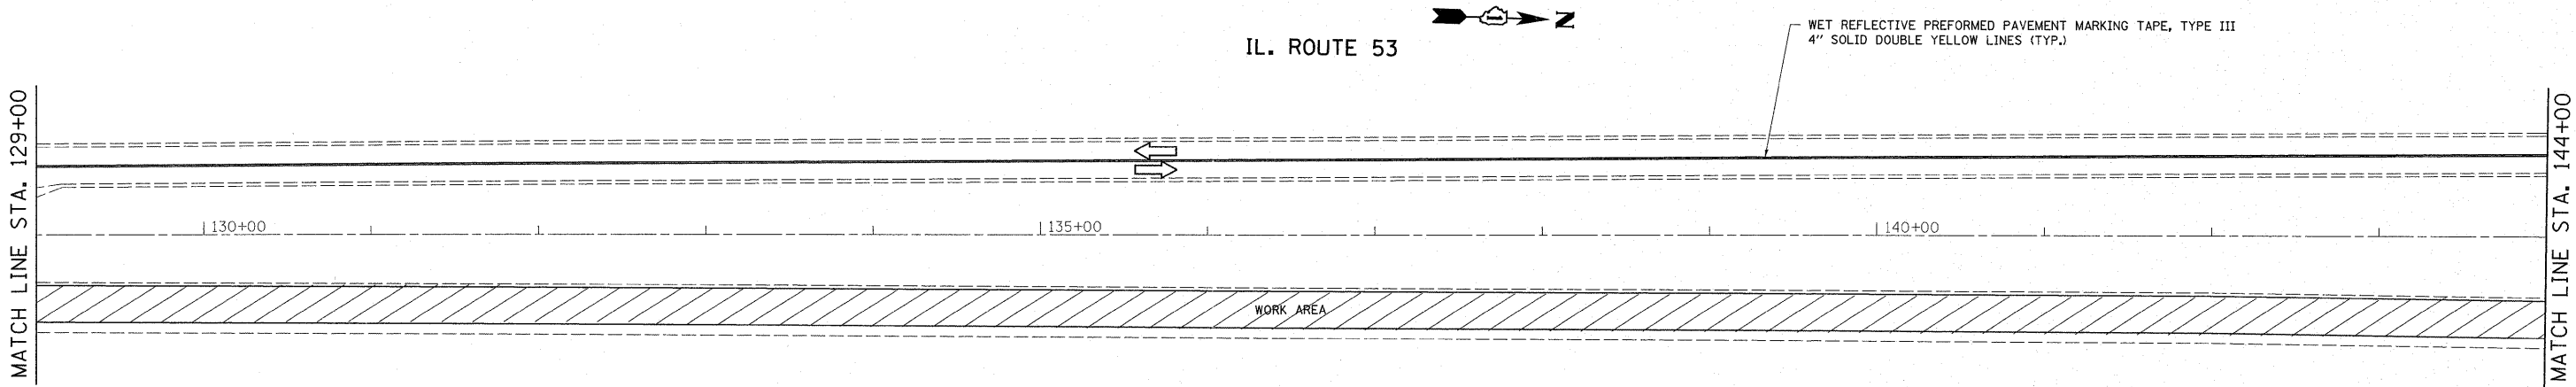 N
IL. ROUTE 53
WET REFLECTIVE PREFORMED PAVEMENT MARKING TAPE, TYPE III
4" SOLID DOUBLE YELLOW LINES (TYP.)
MATCH LINE STA. 129+00
130+00
135+00
140+00
WORK AREA
MATCH LINE STA. 144+00